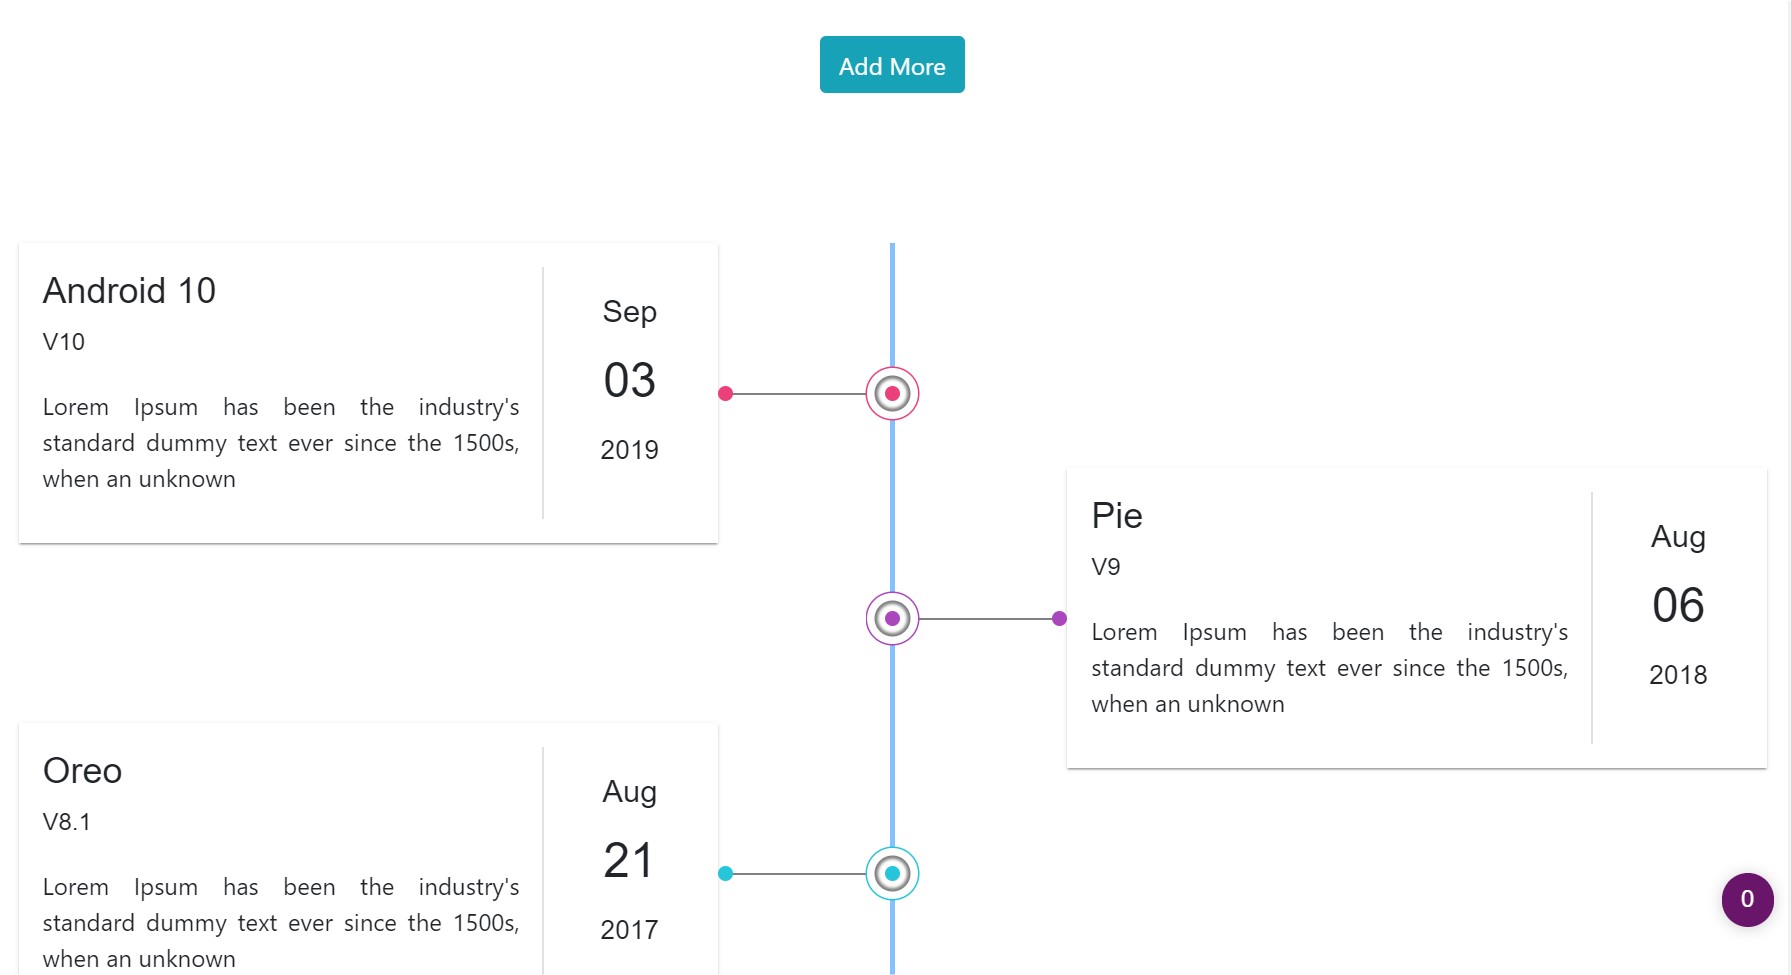 Add More
Android 10
V10
Lorem Ipsum has been the industry's
standard dummy text ever since the 1500s,
when an unknown
Sep
03
2019
Pie
V9
Lorem Ipsum has been the industry's
standard dummy text ever since the 1500s,
when an unknown
Aug
06
2018
Oreo
V8.1
Lorem Ipsum has been the industry's
standard dummy text ever since the 1500s,
when an unknown
Aug
21
2017
0